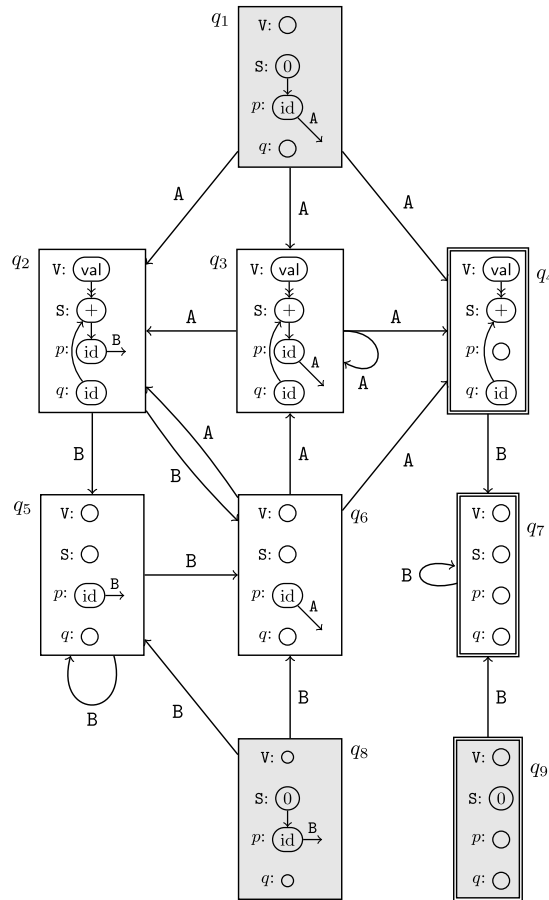 q1
V:
S: 0
p: id A
q:
A A A
q2 q3 q4
V: val V: val V: val
S: + S: + S: +
p: id B p: id A p:
q: id q: id q: id
A A
A
B A B A A B
q5 q6 q7
V: V: V:
S: S: S:
p: id B p: id A p:
q: q: q:
B B
B B B B
q8 q9
V: V:
S: 0 S: 0
p: id B p:
q: q: